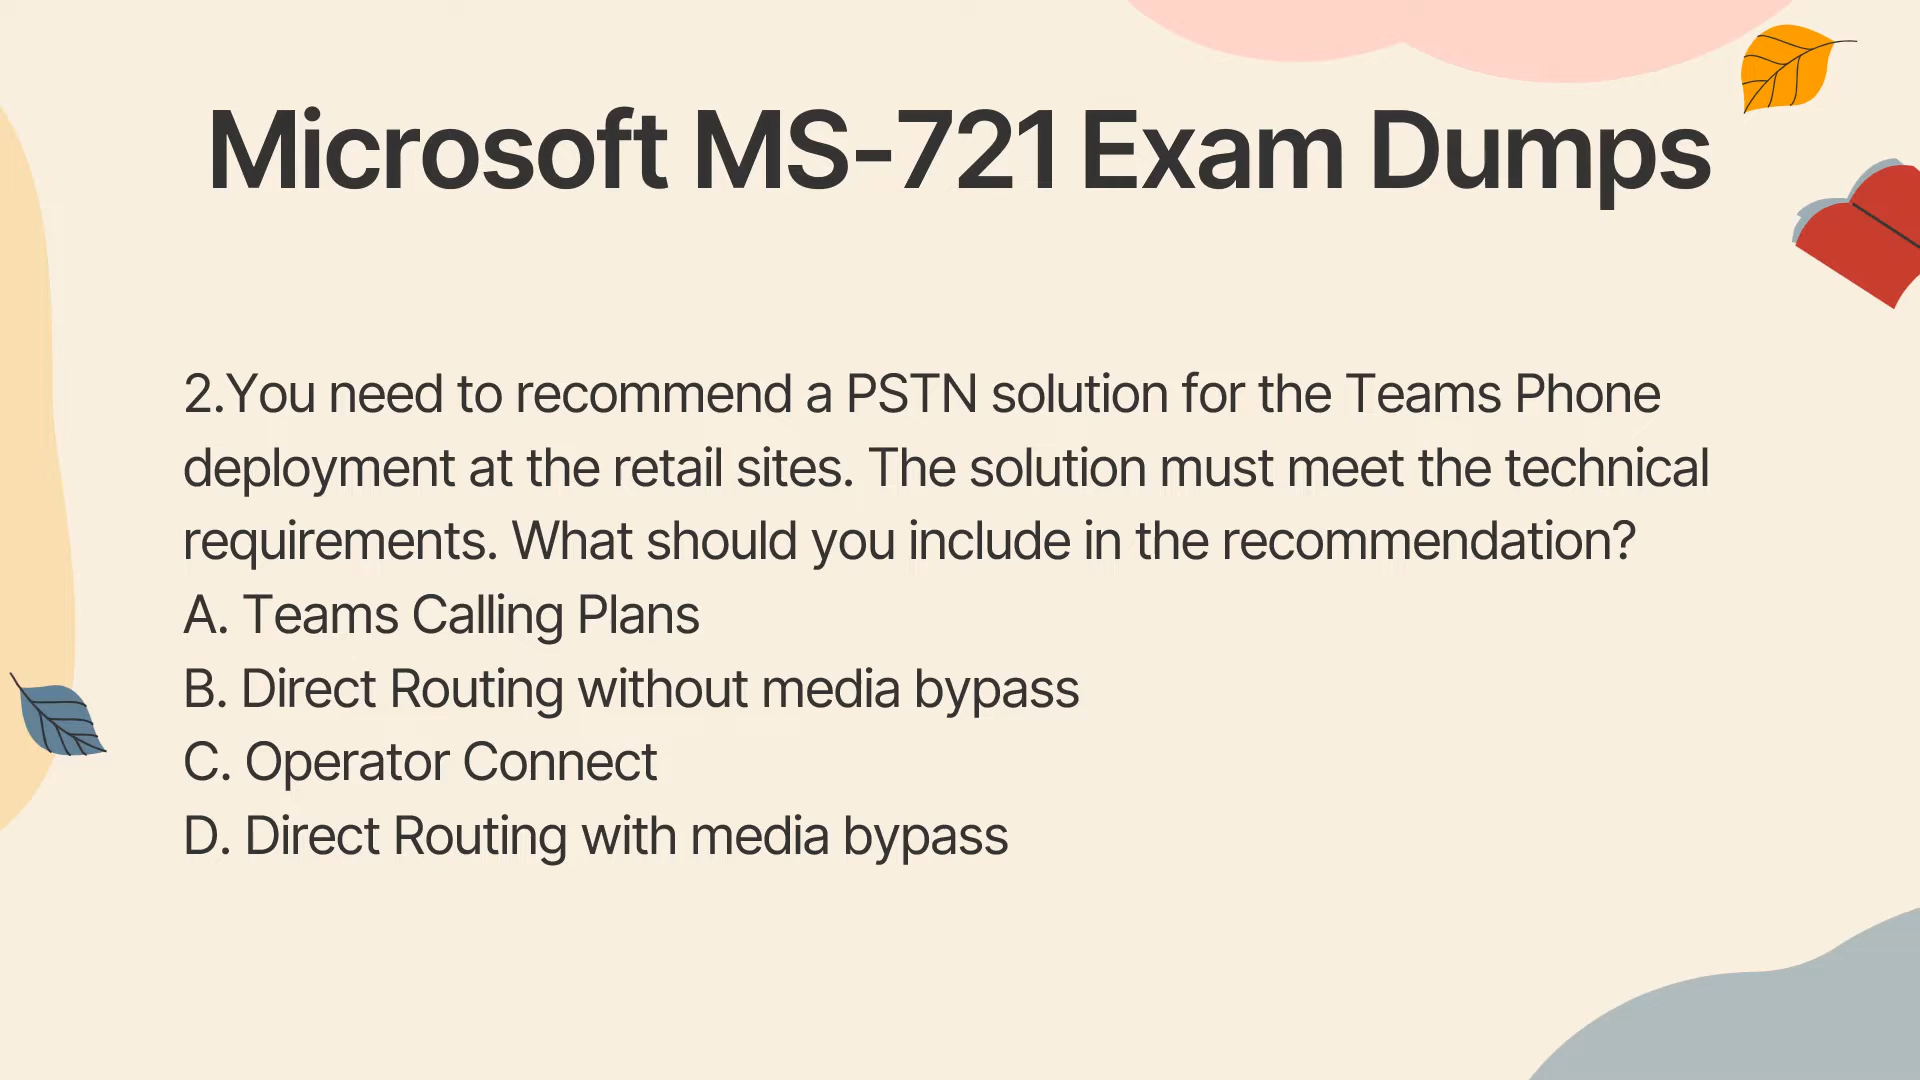 Microsoft MS-721 Exam Dumps
2.You need to recommend a PSTN solution for the Teams Phone
deployment at the retail sites. The solution must meet the technical
requirements. What should you include in the recommendation?
A. Teams Calling Plans
B. Direct Routing without media bypass
C. Operator Connect
D. Direct Routing with media bypass